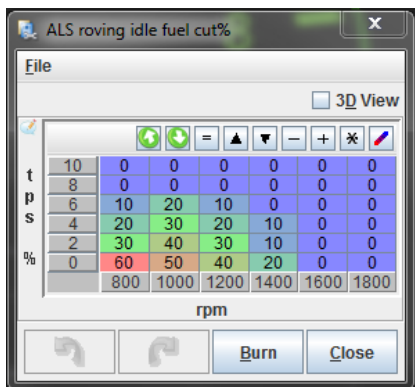 ALS roving idle fuel cut%
x
File
3D View
= - + *
tps %
10 0 0 0 0 0 0
8 0 0 0 0 0 0
6 10 20 10 0 0 0
4 20 30 20 10 0 0
2 30 40 30 10 0 0
0 60 50 40 20 0 0
800 1000 1200 1400 1600 1800
rpm
Burn Close